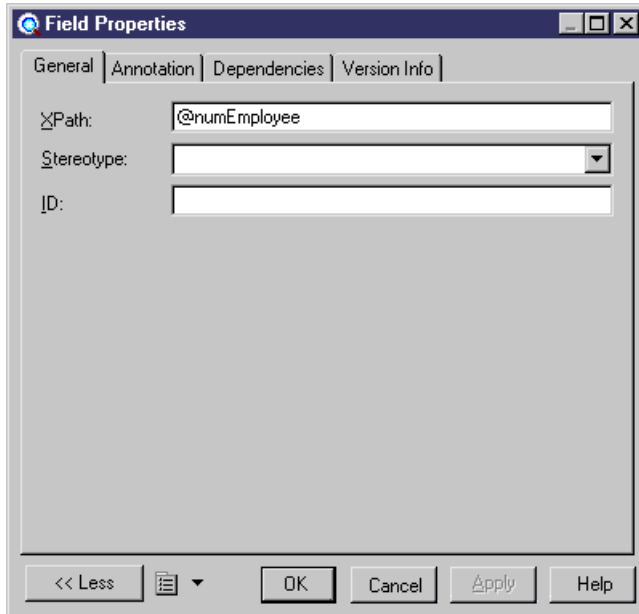 Field Properties
General Annotation Dependencies Version Info
XPath: @numEmployee
Stereotype:
ID:
<< Less OK Cancel Apply Help